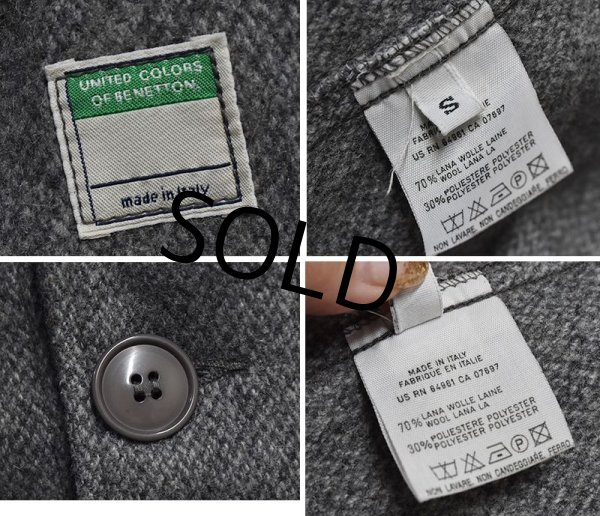 UNITED COLORS
OF BENETTON.
made in Italy
S
FABRIQUE EN ITALIE
US RN 64961 CA 07697
70% LANA WOLLE LAINE
WOOL LANA LA
30% POLIESTERE POLYESTER
POLYESTER POLYESTER
NON LAVARE. NON CANDEGGIARE. FERRO
SOLD
MADE IN ITALY
FABRIQUE EN ITALIE
US RN 64961 CA 07697
70% LANA WOLLE LAINE
WOOL LANA LA
30% POLIESTERE POLYESTER
POLYESTER POLYESTER
NON LAVARE. NON CANDEGGIARE. FERRO